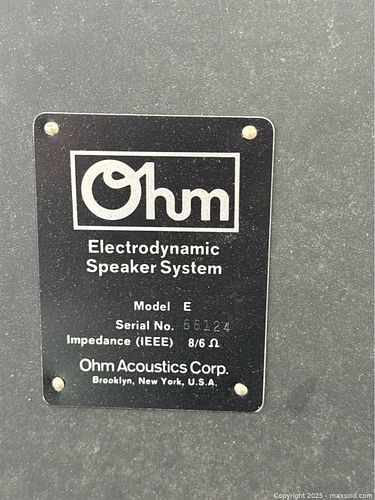 Ohm
Electrodynamic
Speaker System
Model E
Serial No. 66124
Impedance (IEEE) 8/6 Ω
Ohm Acoustics Corp.
Brooklyn, New York, U.S.A.
Copyright 2025 - maxsold.com